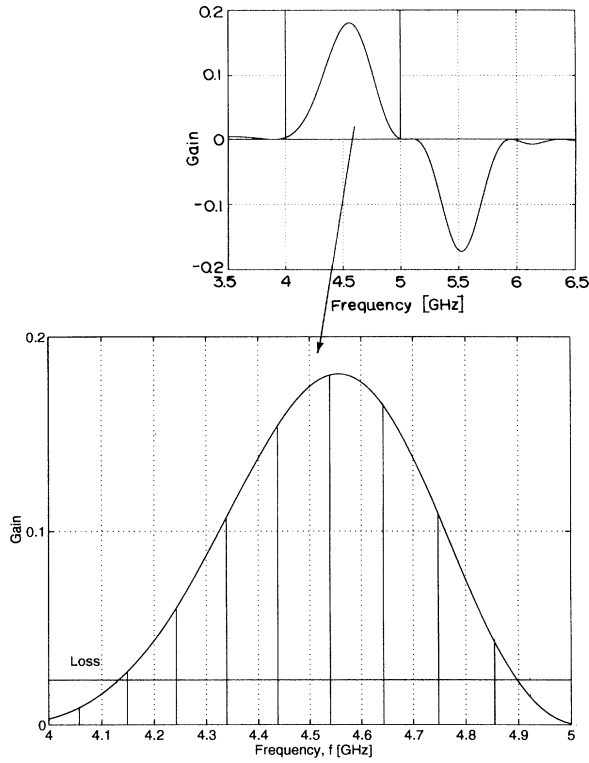 0.2
0.1
0
-0.1
-0.2
Gain
3.5 4 4.5 5 5.5 6 6.5
Frequency [GHz]
0.2
0.1
0
Gain
Loss
4 4.1 4.2 4.3 4.4 4.5 4.6 4.7 4.8 4.9 5
Frequency, f [GHz]